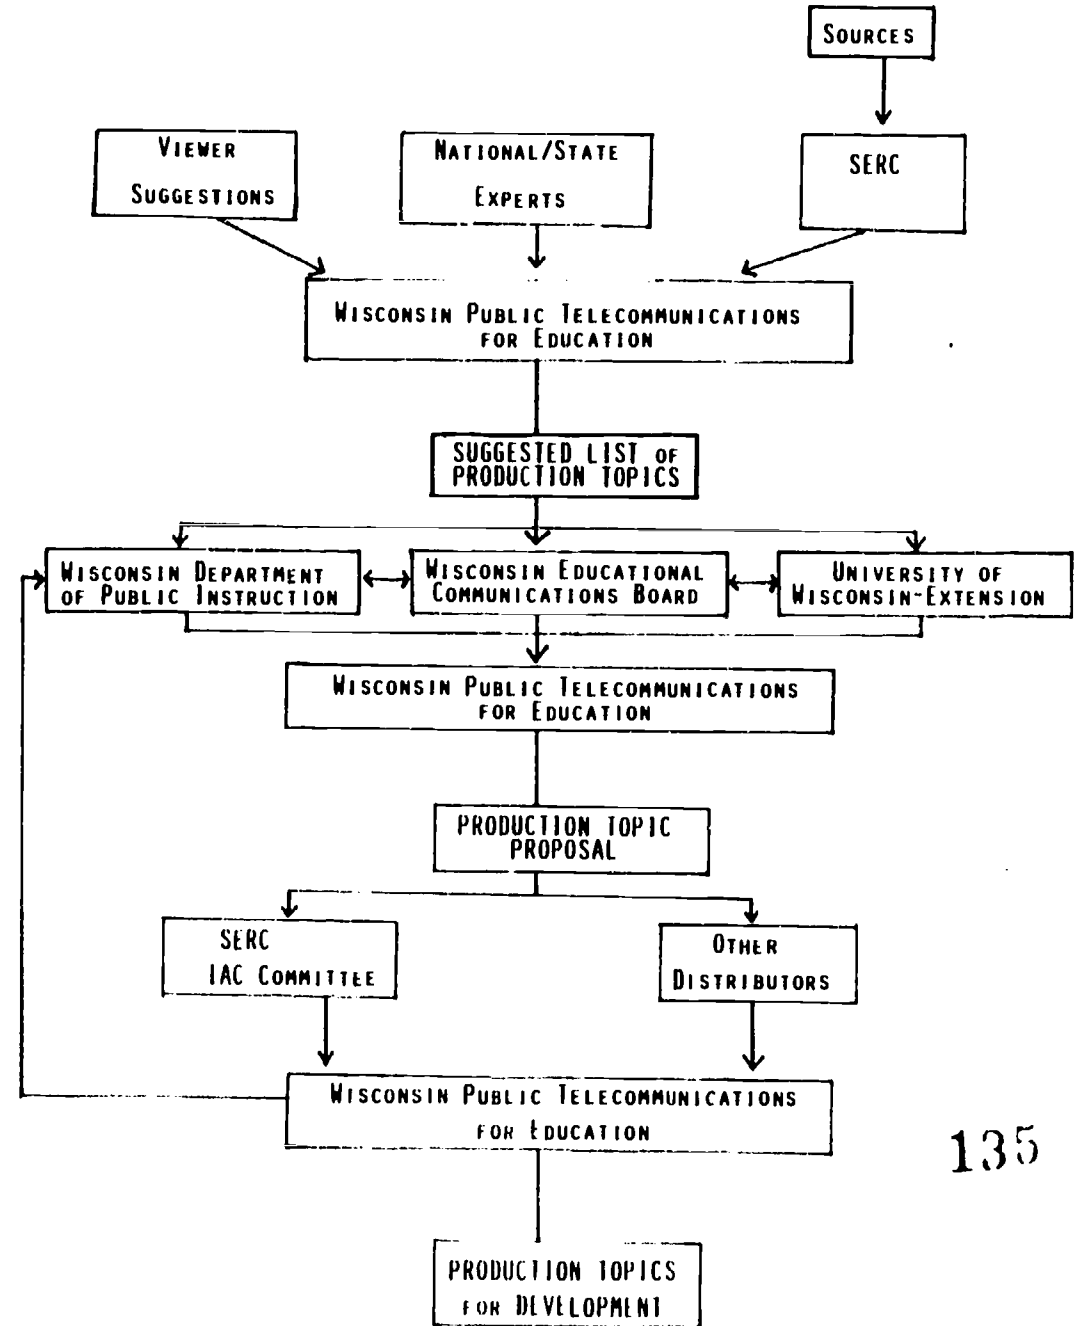 SOURCES
VIEWER
SUGGESTIONS
NATIONAL/STATE
EXPERTS
SERC
WISCONSIN PUBLIC TELECOMMUNICATIONS
FOR EDUCATION
SUGGESTED LIST OF
PRODUCTION TOPICS
WISCONSIN DEPARTMENT
OF PUBLIC INSTRUCTION
WISCONSIN EDUCATIONAL
COMMUNICATIONS BOARD
UNIVERSITY OF
WISCONSIN-EXTENSION
WISCONSIN PUBLIC TELECOMMUNICATIONS
FOR EDUCATION
PRODUCTION TOPIC
PROPOSAL
SERC
IAC COMMITTEE
OTHER
DISTRIBUTORS
WISCONSIN PUBLIC TELECOMMUNICATIONS
FOR EDUCATION
135
PRODUCTION TOPICS
FOR DEVELOPMENT